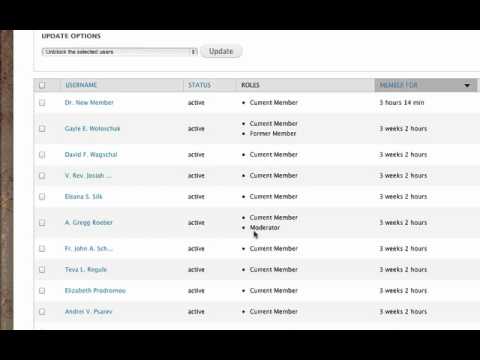 UPDATE OPTIONS
Unblock the selected users
Update
USERNAME STATUS ROLES MEMBER FOR
Dr. New Member active Current Member 3 hours 14 min
Gayle E. Woloschak active Current Member 3 weeks 2 hours
Former Member
David F. Wagschal active Current Member 3 weeks 2 hours
V. Rev. Josiah ... active Current Member 3 weeks 2 hours
Eleana S. Silk active Current Member 3 weeks 2 hours
A. Gregg Roeber active Current Member 3 weeks 2 hours
Moderator
Fr. John A. Sch... active Current Member 3 weeks 2 hours
Teva L. Regule active Current Member 3 weeks 2 hours
Elizabeth Prodromou active Current Member 3 weeks 2 hours
Andrei V. Psarev active Current Member 3 weeks 2 hours